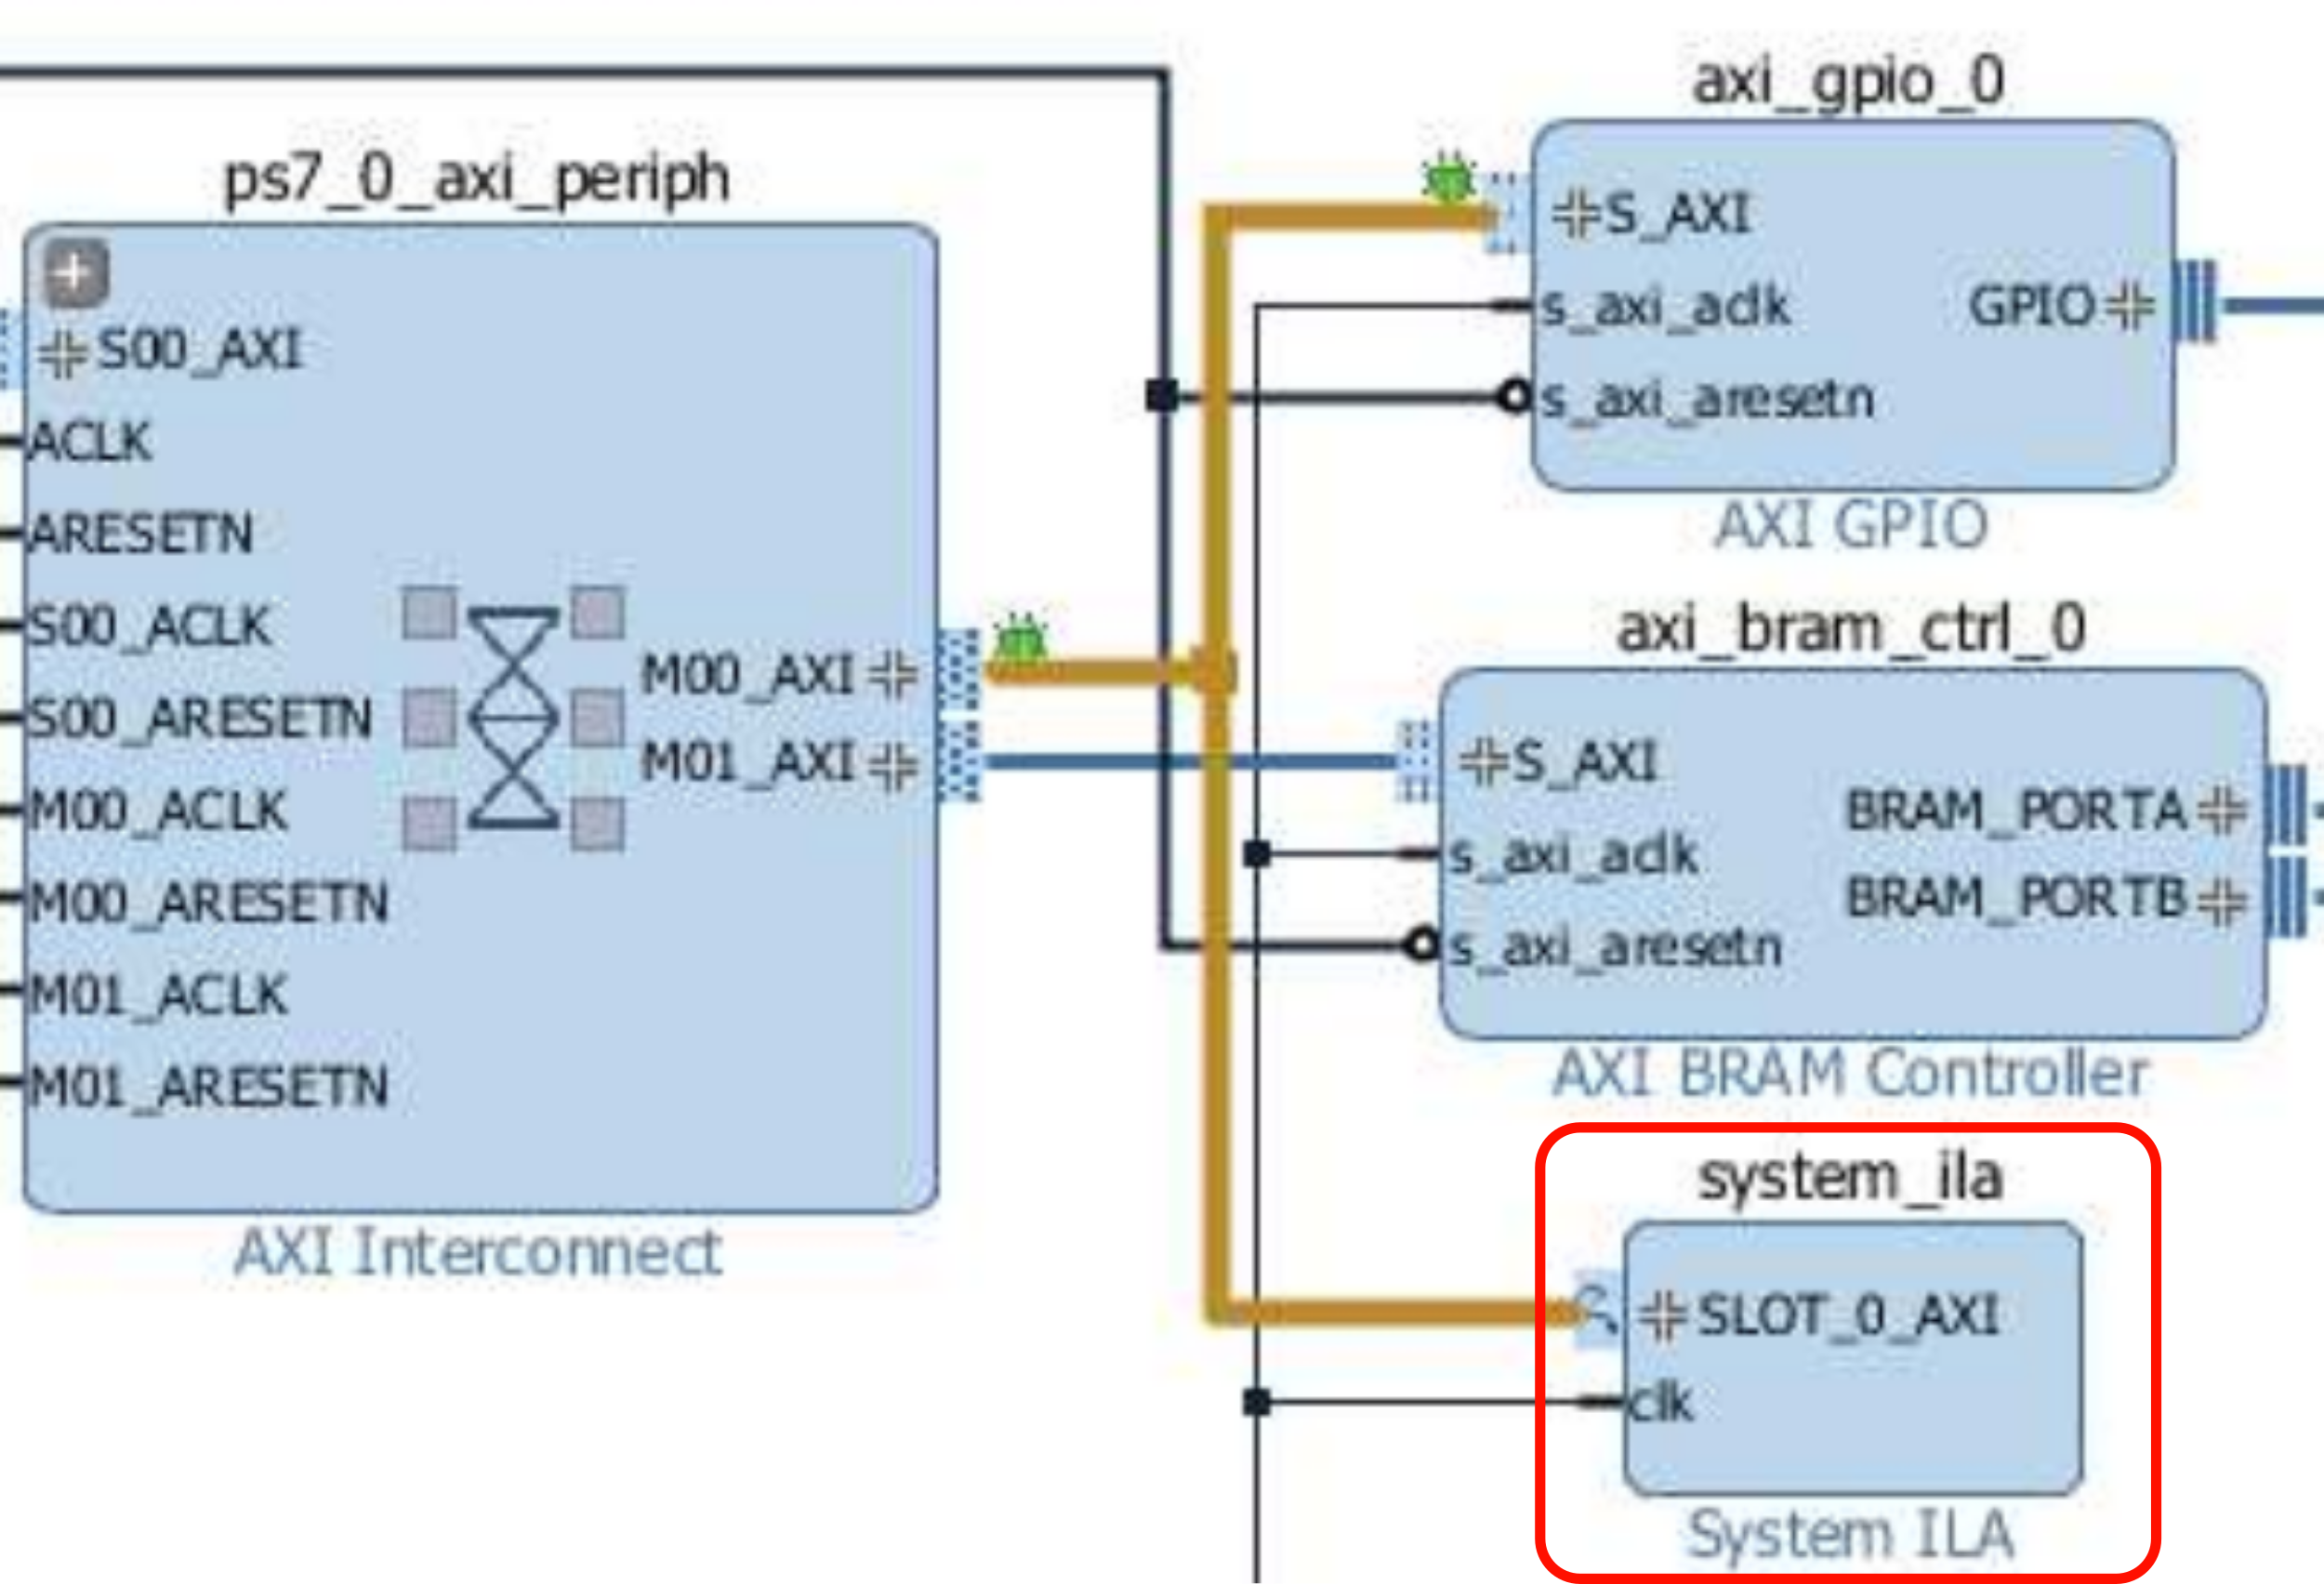 ps7_0_axi_periph
S00_AXI
ACLK
ARESETN
S00_ACLK
S00_ARESETN
M00_ACLK
M00_ARESETN
M01_ACLK
M01_ARESETN
M00_AXI
M01_AXI
AXI Interconnect
axi_gpio_0
S_AXI
s_axi_aclk
s_axi_aresetn
GPIO
AXI GPIO
axi_bram_ctrl_0
S_AXI
s_axi_aclk
s_axi_aresetn
BRAM_PORTA
BRAM_PORTB
AXI BRAM Controller
system_ila
SLOT_0_AXI
clk
System ILA